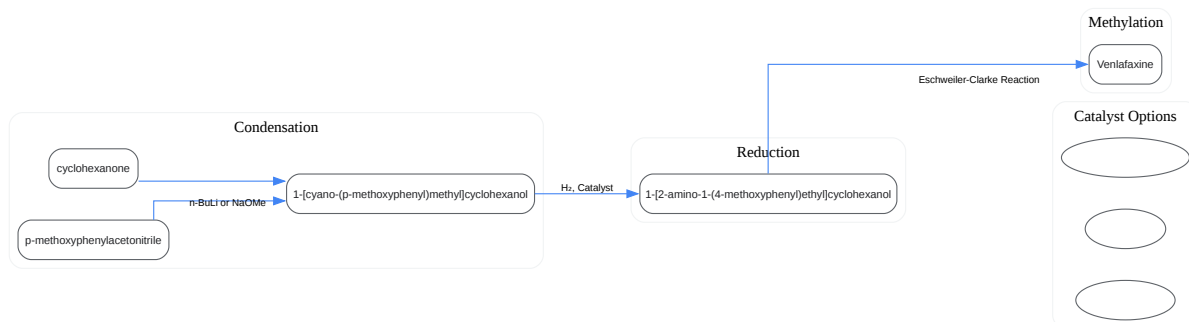 Methylation
Venlafaxine
Eschweiler-Clarke Reaction
Catalyst Options
Condensation
cyclohexanone
n-BuLi or NaOMe
p-methoxyphenylacetonitrile
1-[cyano-(p-methoxyphenyl)methyl]cyclohexanol
H₂, Catalyst
Reduction
1-[2-amino-1-(4-methoxyphenyl)ethyl]cyclohexanol